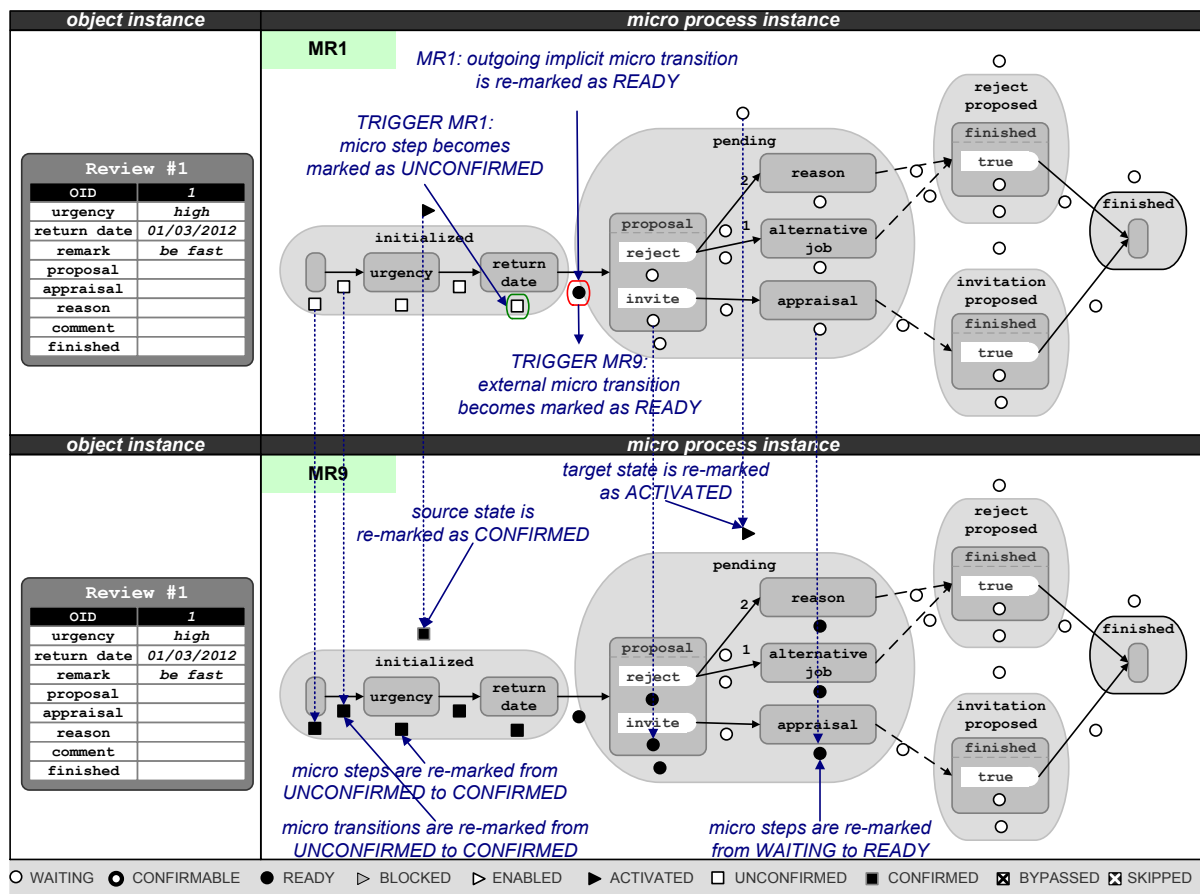 object instance
micro process instance
MR1
MR1: outgoing implicit micro transition
is re-marked as READY
TRIGGER MR1:
micro step becomes
marked as UNCONFIRMED
Review #1
OID 1
urgency high
return date 01/03/2012
remark be fast
proposal
appraisal
reason
comment
finished
initialized
urgency
return
date
pending
proposal
reject
invite
2
1
reason
alternative
job
appraisal
reject
proposed
finished
true
invitation
proposed
finished
true
finished
TRIGGER MR9:
external micro transition
becomes marked as READY
object instance
micro process instance
MR9
target state is re-marked
as ACTIVATED
source state is
re-marked as CONFIRMED
Review #1
OID 1
urgency high
return date 01/03/2012
remark be fast
proposal
appraisal
reason
comment
finished
initialized
urgency
return
date
pending
proposal
reject
invite
2
1
reason
alternative
job
appraisal
reject
proposed
finished
true
invitation
proposed
finished
true
finished
micro steps are re-marked from
UNCONFIRMED to CONFIRMED
micro transitions are re-marked from
UNCONFIRMED to CONFIRMED
micro steps are re-marked
from WAITING to READY
WAITING CONFIRMABLE READY BLOCKED ENABLED ACTIVATED UNCONFIRMED CONFIRMED BYPASSED SKIPPED